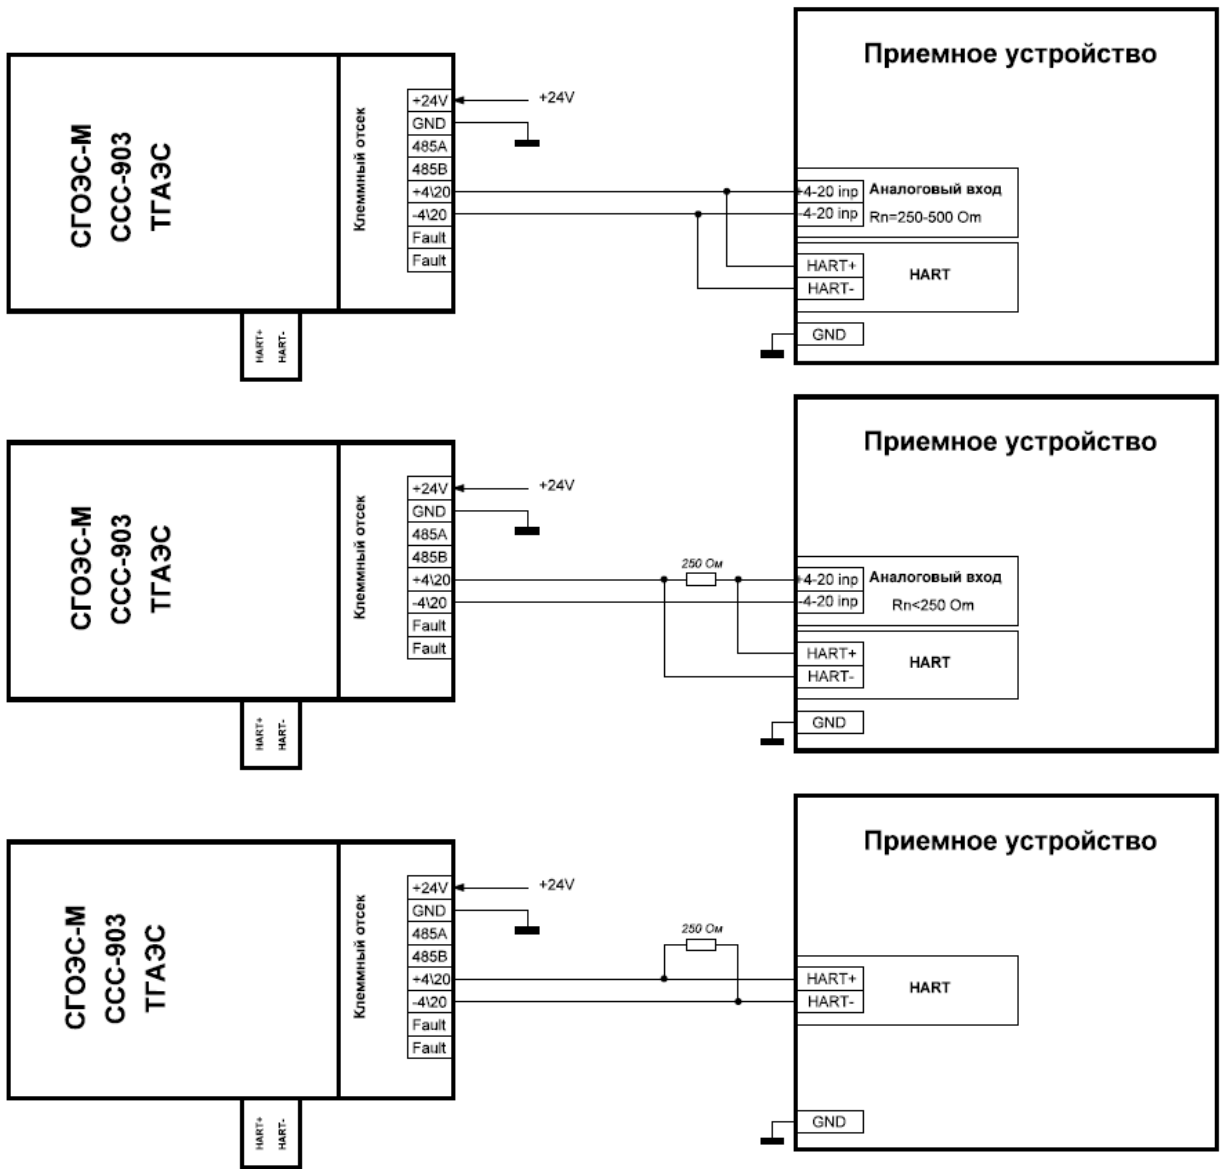 Приемное устройство
СГОЭС-М
ССС-903
ТГАЭС
Клеммный отсек
+24V
GND
485A
485B
+4\20
-4\20
Fault
Fault
+24V
HART+
HART-
+4-20 inp
-4-20 inp
Аналоговый вход
Rn=250-500 Om
HART+
HART-
HART
GND
Приемное устройство
СГОЭС-М
ССС-903
ТГАЭС
Клеммный отсек
+24V
GND
485A
485B
+4\20
-4\20
Fault
Fault
+24V
250 Ом
HART+
HART-
+4-20 inp
-4-20 inp
Аналоговый вход
Rn<250 Om
HART+
HART-
HART
GND
Приемное устройство
СГОЭС-М
ССС-903
ТГАЭС
Клеммный отсек
+24V
GND
485A
485B
+4\20
-4\20
Fault
Fault
+24V
250 Ом
HART+
HART-
HART+
HART-
HART
GND